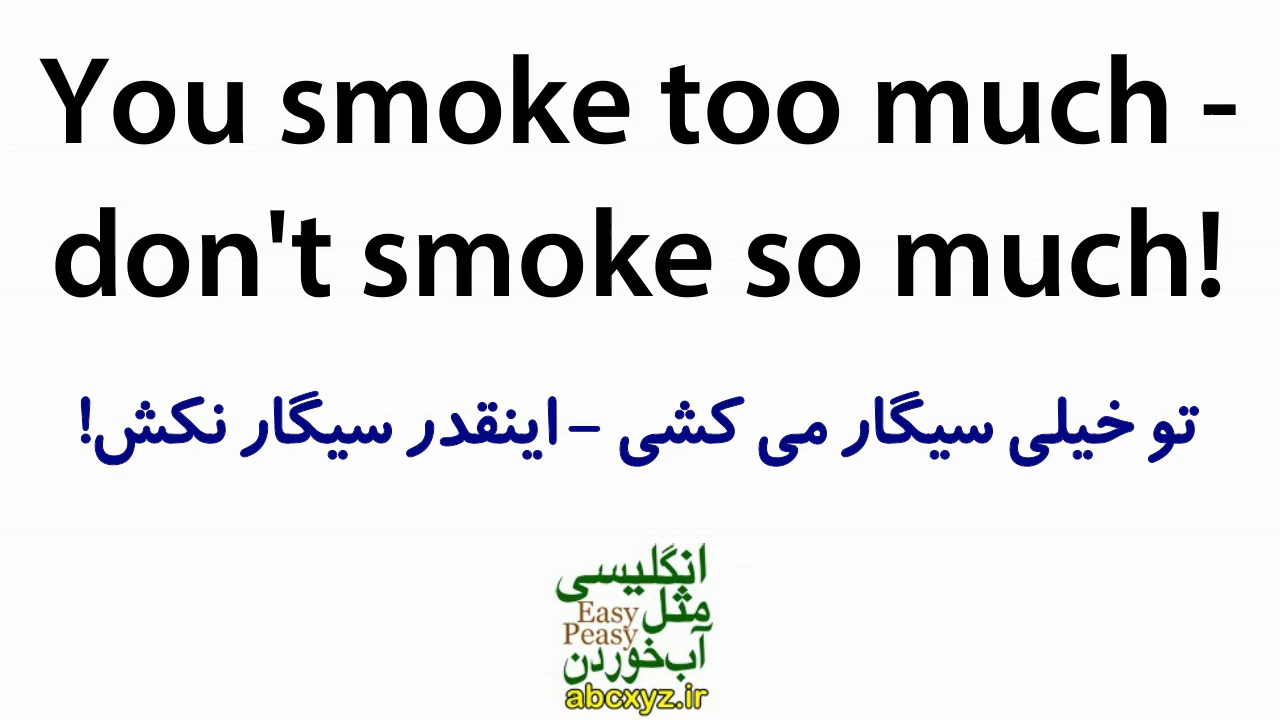 You smoke too much -
don't smoke so much!
تو خیلی سیگار می کشی – اینقدر سیگار نکش!
انگلیسی
مثل Easy
Peasy
آب خوردن
abcxyz.ir